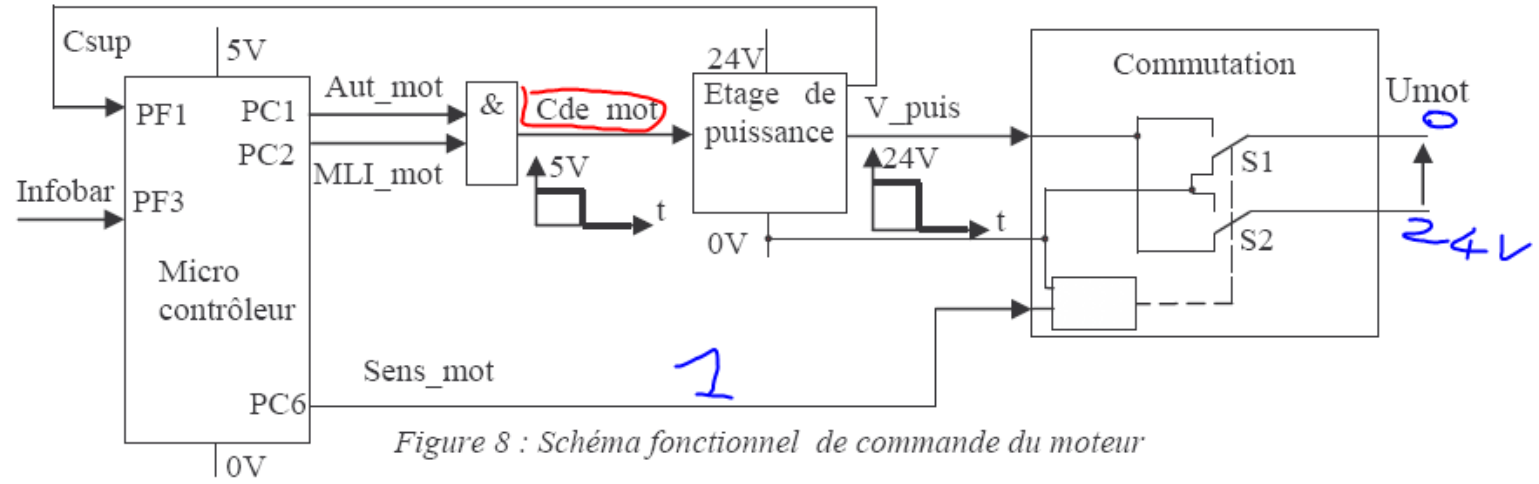 Csup
5V
24V
Commutation
PF1
PC1
Aut_mot
&
Cde_mot
Etage de
puissance
V_puis
Umot
0
PC2
MLI_mot
5V
24V
S1
Infobar
PF3
t
t
0V
S2
24V
Micro
contrôleur
Sens_mot
1
PC6
Figure 8 : Schéma fonctionnel de commande du moteur
0V